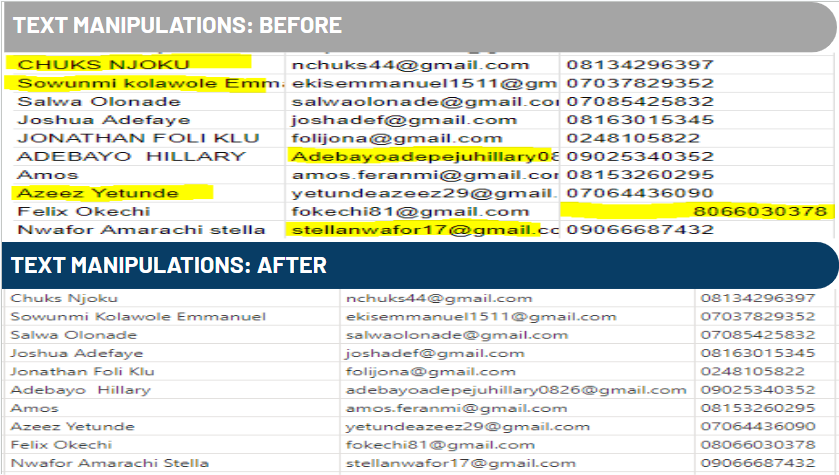 TEXT MANIPULATIONS: BEFORE
CHUKS NJOKU nchuks44@gmail.com 08134296397
Sowunmi kolawole Emma ekisemmanuel1511@gm 07037829352
Salwa Olonade salwaolonade@gmail.co 07085425832
Joshua Adefaye joshadef@gmail.com 08163015345
JONATHAN FOLI KLU folijona@gmail.com 0248105822
ADEBAYO  HILLARY Adebayoadepejuhillary08 09025340352
Amos amos.feranmi@gmail.com 08153260295
Azeez Yetunde yetundeazeez29@gmail. 07064436090
Felix Okechi fokechi81@gmail.com 8066030378
Nwafor Amarachi stella stellanwafor17@gmail.cc 09066687432
TEXT MANIPULATIONS: AFTER
Chuks Njoku nchuks44@gmail.com 08134296397
Sowunmi Kolawole Emmanuel ekisemmanuel1511@gmail.com 07037829352
Salwa Olonade salwaolonade@gmail.com 07085425832
Joshua Adefaye joshadef@gmail.com 08163015345
Jonathan Foli Klu folijona@gmail.com 0248105822
Adebayo  Hillary adebayoadepejuhillary0826@gmail.com 09025340352
Amos amos.feranmi@gmail.com 08153260295
Azeez Yetunde yetundeazeez29@gmail.com 07064436090
Felix Okechi fokechi81@gmail.com 08066030378
Nwafor Amarachi Stella stellanwafor17@gmail.com 09066687432